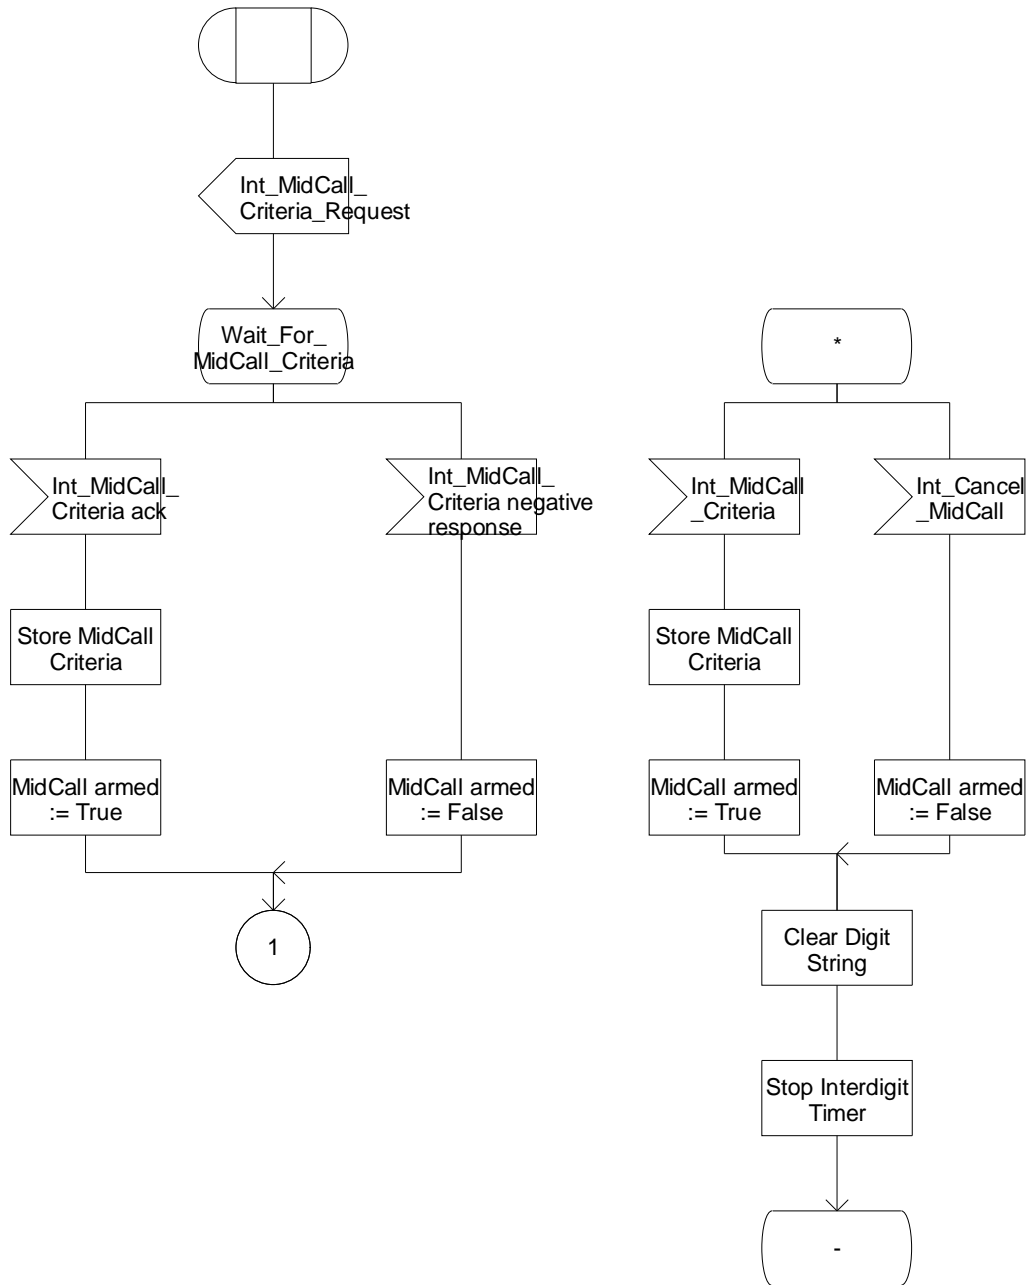 Int_MidCall_
Criteria_Request
Wait_For_
MidCall_Criteria
*
Int_MidCall_
Criteria ack
Int_MidCall_
Criteria negative
response
Int_MidCall
_Criteria
Int_Cancel
_MidCall
Store MidCall
Criteria
Store MidCall
Criteria
MidCall armed
:= True
MidCall armed
:= False
MidCall armed
:= True
MidCall armed
:= False
1
Clear Digit
String
Stop Interdigit
Timer
-